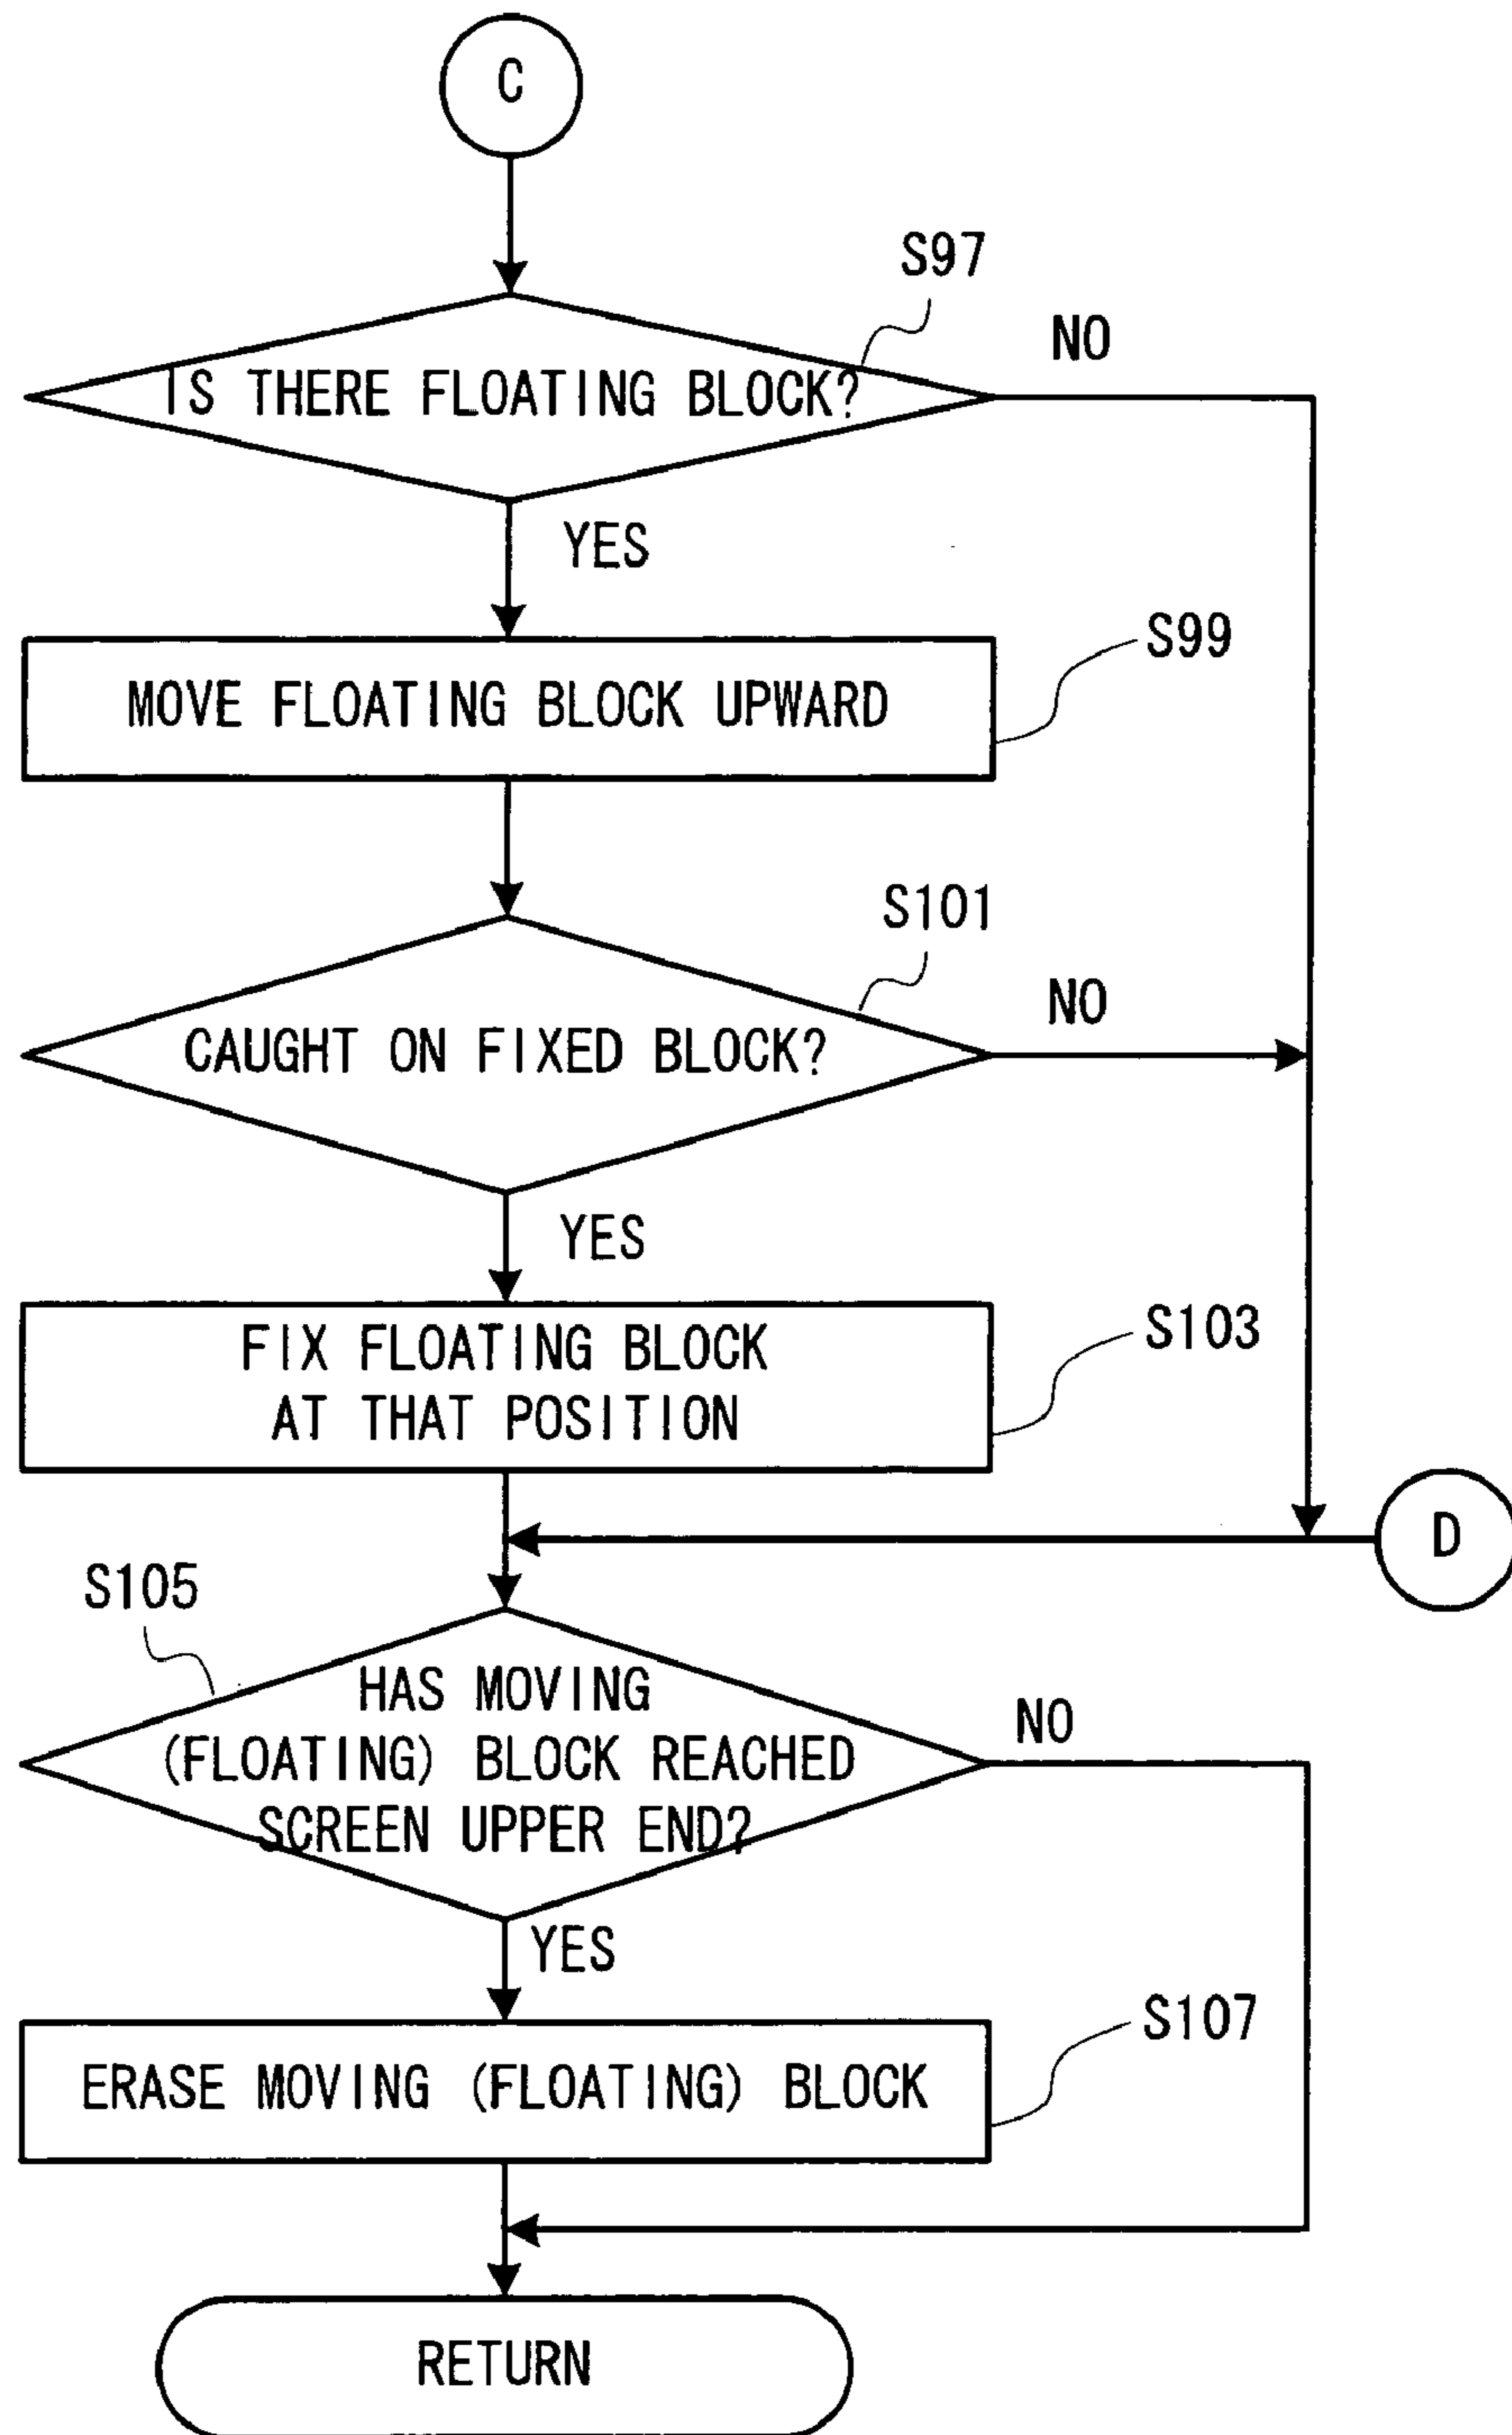 C
S97
NO
IS THERE FLOATING BLOCK?
YES
S99
MOVE FLOATING BLOCK UPWARD
S101
NO
CAUGHT ON FIXED BLOCK?
YES
S103
FIX FLOATING BLOCK
AT THAT POSITION
D
S105
HAS MOVING
NO
(FLOATING) BLOCK REACHED
SCREEN UPPER END?
YES
S107
ERASE MOVING (FLOATING) BLOCK
RETURN